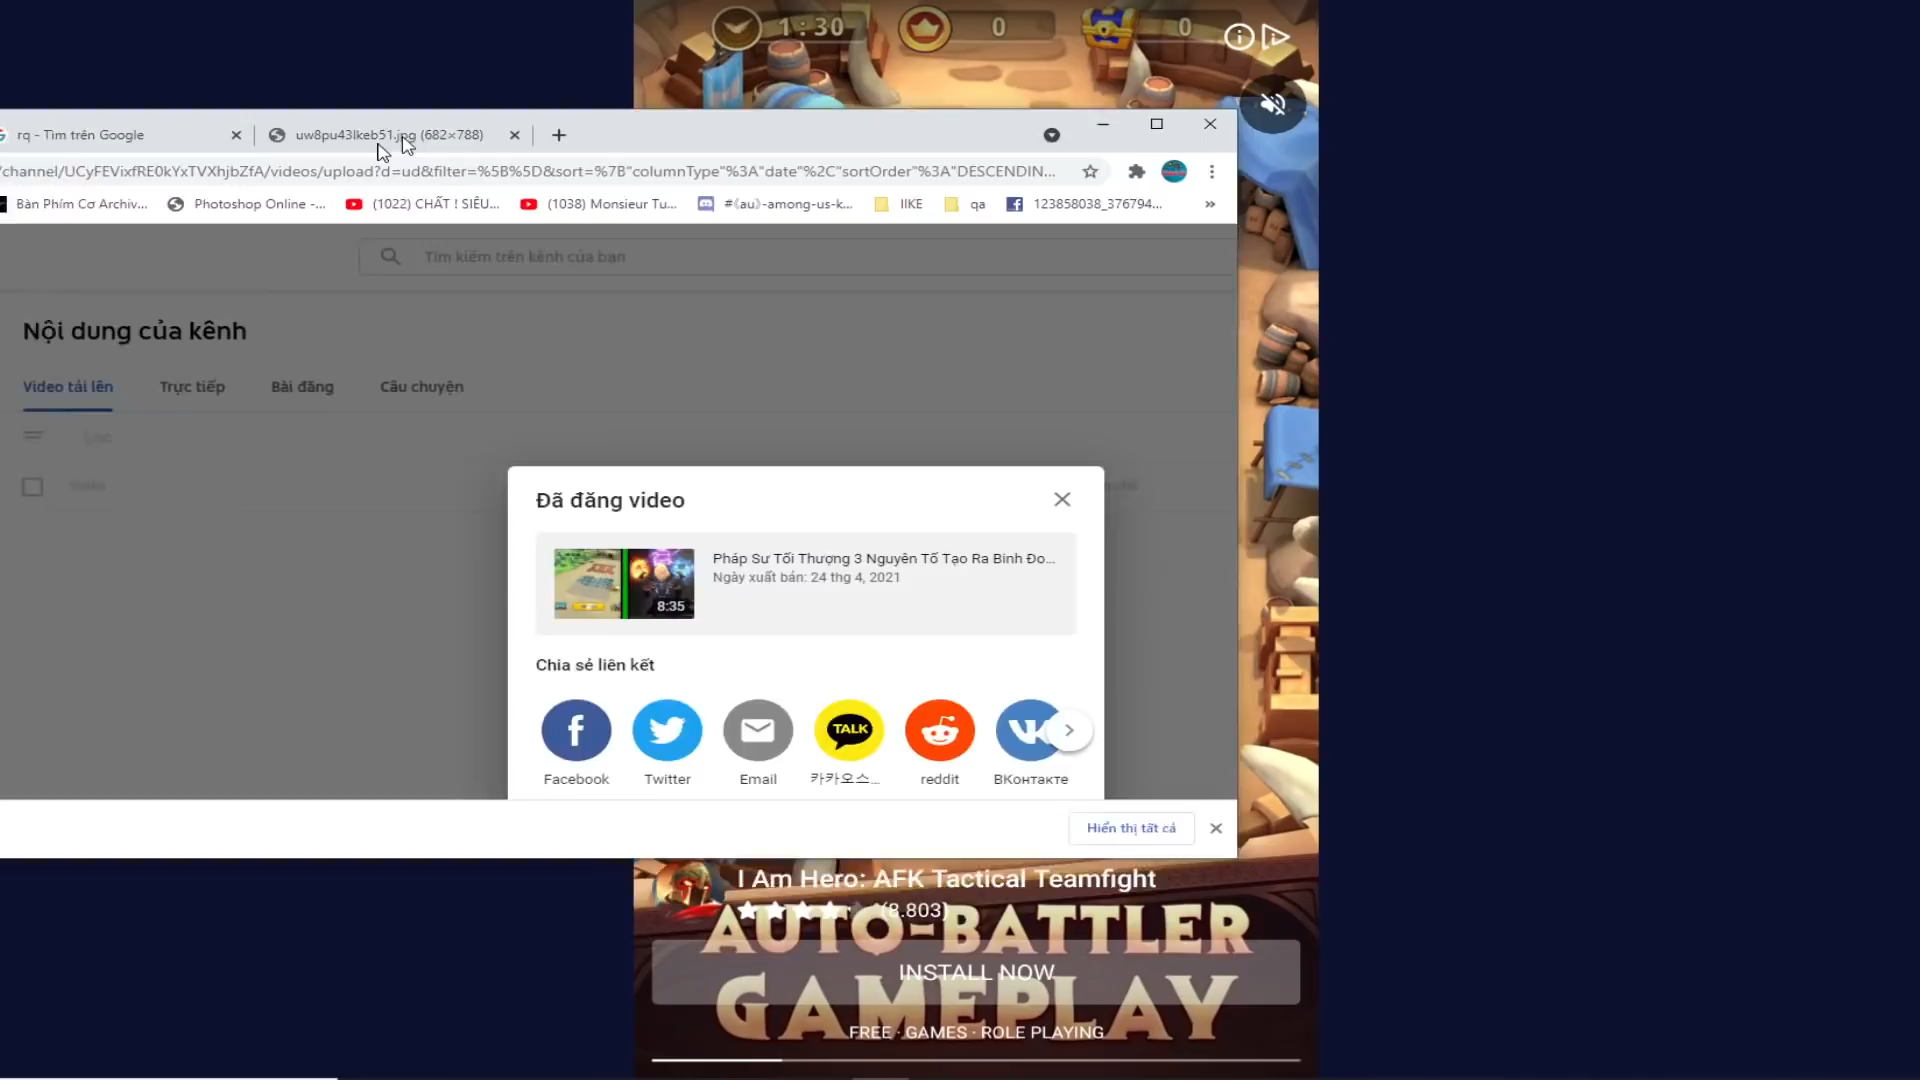 1:30
0
0
rq - Tìm trên Google
uw8pu43lkeb51.jpg (682×788)
/channel/UCyFEVixfRE0kYxTVXhjbZfA/videos/upload?d=ud&filter=%5B%5D&sort=%7B"columnType"%3A"date"%2C"sortOrder"%3A"DESCENDIN...
Bàn Phím Cơ Archiv...
Photoshop Online -...
(1022) CHẤT ! SIÊU...
(1038) Monsieur Tu...
#《au》-among-us-k...
IIKE
qa
123858038_376794...
»
Tìm kiếm trên kênh của bạn
Nội dung của kênh
Video tải lên
Trực tiếp
Bài đăng
Câu chuyện
Lọc
Video
Đã đăng video
Pháp Sư Tối Thượng 3 Nguyên Tố Tạo Ra Binh Đo...
Ngày xuất bản: 24 thg 4, 2021
8:35
Chia sẻ liên kết
TALK
Facebook
Twitter
Email
카카오스...
reddit
ВКонтакте
Hiển thị tất cả
I Am Hero: AFK Tactical Teamfight
(8.803)
AUTO-BATTLER
INSTALL NOW
GAMEPLAY
FREE · GAMES · ROLE PLAYING